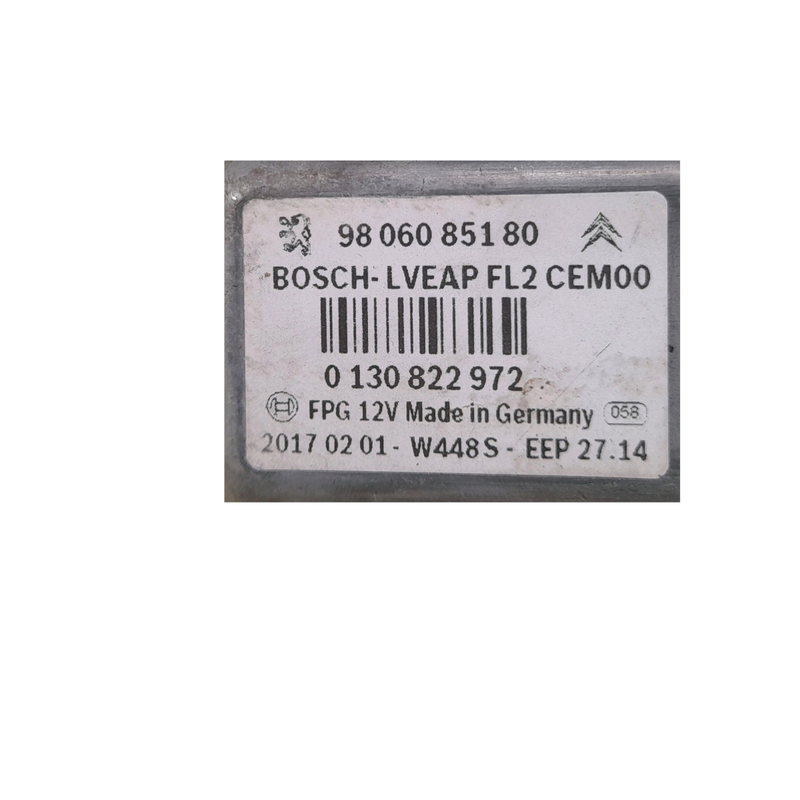 98 060 851 80
BOSCH- LVEAP FL2 CEM00
0 130 822 972
FPG 12V Made in Germany 058
2017 02 01- W448S - EEP 27.14